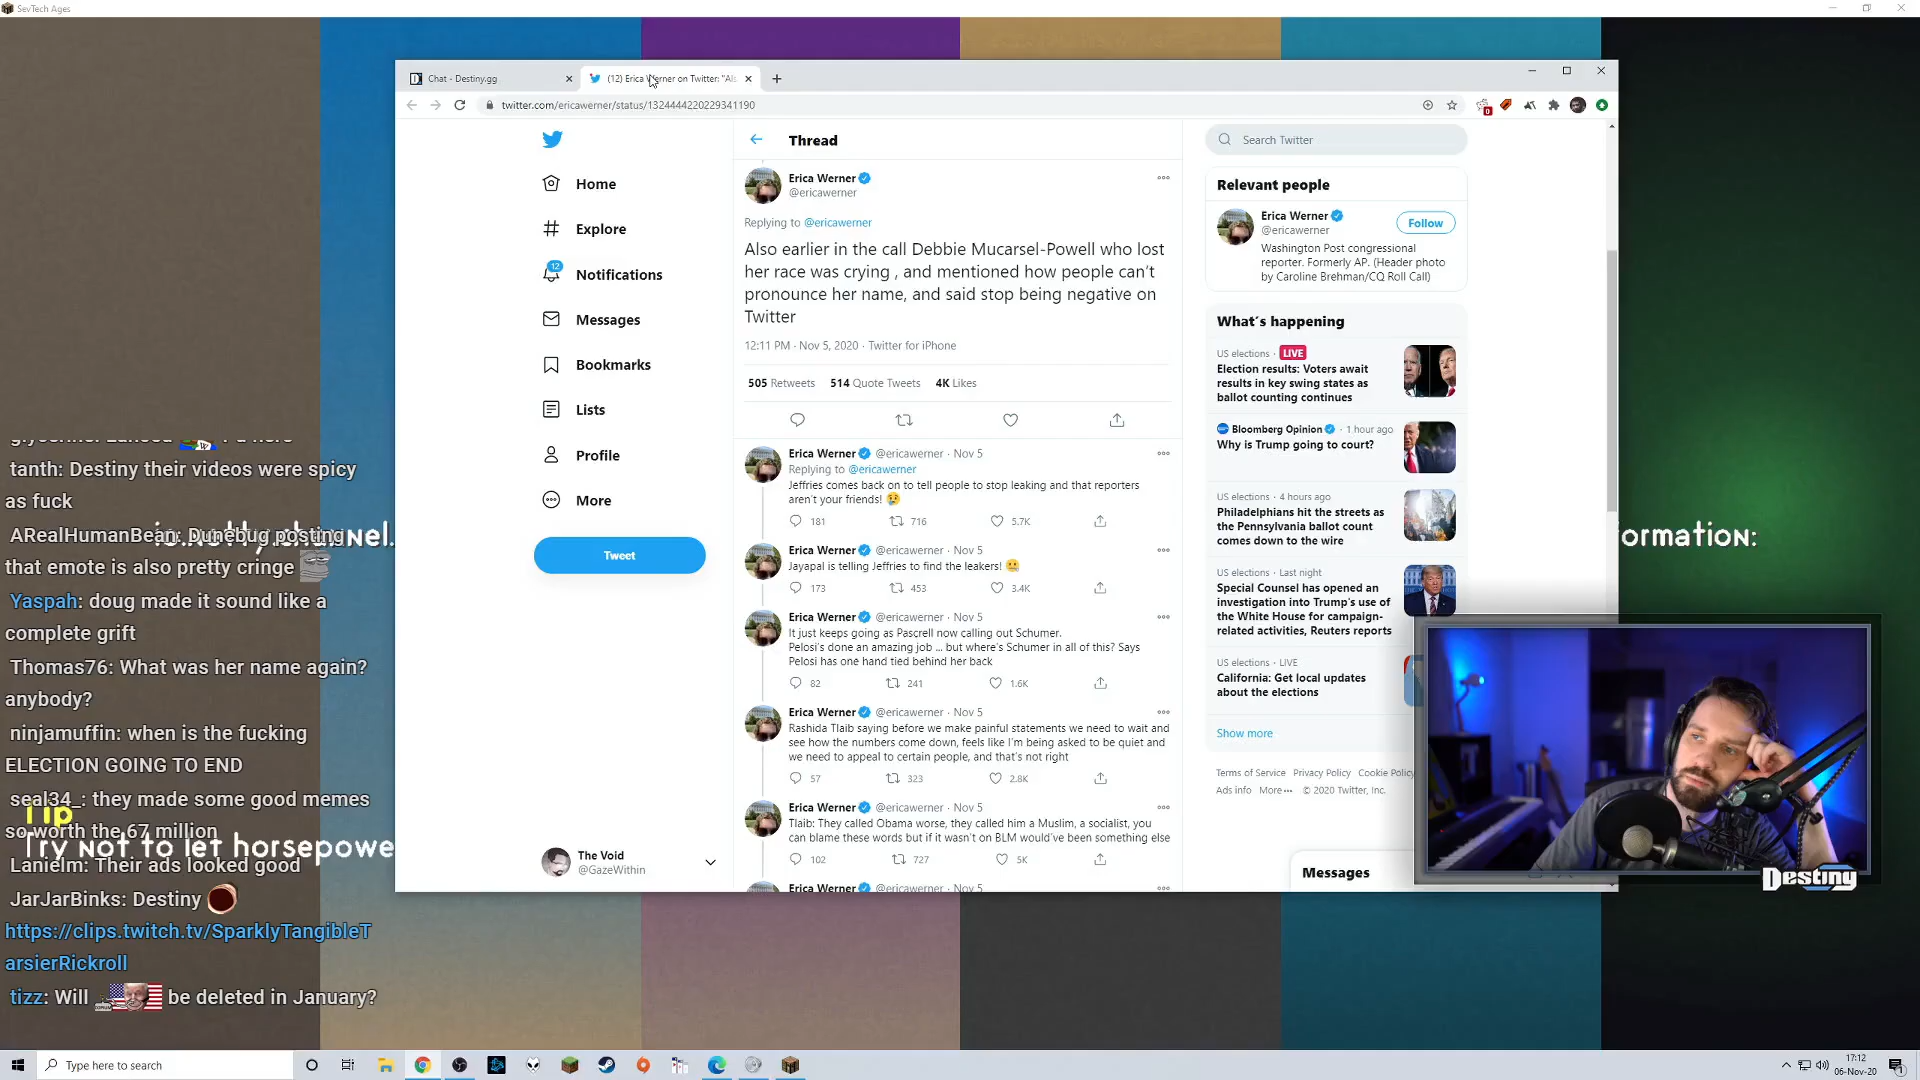 SevTech Ages
Chat - Destiny.gg
(12) Erica Werner on Twitter: "Als
twitter.com/ericawerner/status/1324444220229341190
Home
Explore
12
Notifications
Messages
Bookmarks
Lists
Profile
More
Tweet
The Void
@GazeWithin
Thread
Erica Werner
@ericawerner
Replying to @ericawerner
Also earlier in the call Debbie Mucarsel-Powell who lost
her race was crying , and mentioned how people can't
pronounce her name, and said stop being negative on
Twitter
12:11 PM · Nov 5, 2020 · Twitter for iPhone
505 Retweets 514 Quote Tweets 4K Likes
Erica Werner @ericawerner · Nov 5
Replying to @ericawerner
Jeffries comes back on to tell people to stop leaking and that reporters
aren't your friends! 😢
181 716 5.7K
Erica Werner @ericawerner · Nov 5
Jayapal is telling Jeffries to find the leakers! 🤐
173 453 3.4K
Erica Werner @ericawerner · Nov 5
It just keeps going as Pascrell now calling out Schumer.
Pelosi's done an amazing job ... but where's Schumer in all of this? Says
Pelosi has one hand tied behind her back
82 241 1.6K
Erica Werner @ericawerner · Nov 5
Rashida Tlaib saying before we make painful statements we need to wait and
see how the numbers come down, feels like I'm being asked to be quiet and
we need to appeal to certain people, and that's not right
57 323 2.8K
Erica Werner @ericawerner · Nov 5
Tlaib: They called Obama worse, they called him a Muslim, a socialist, you
can blame these words but if it wasn't on BLM would've been something else
102 727 5K
Erica Werner @ericawerner · Nov 5
Search Twitter
Relevant people
Erica Werner
@ericawerner
Follow
Washington Post congressional
reporter. Formerly AP. (Header photo
by Caroline Brehman/CQ Roll Call)
What's happening
US elections · LIVE
Election results: Voters await
results in key swing states as
ballot counting continues
Bloomberg Opinion · 1 hour ago
Why is Trump going to court?
US elections · 4 hours ago
Philadelphians hit the streets as
the Pennsylvania ballot count
comes down to the wire
US elections · Last night
Special Counsel has opened an
investigation into Trump's use of
the White House for campaign-
related activities, Reuters reports
US elections · LIVE
California: Get local updates
about the elections
Show more
Terms of Service Privacy Policy Cookie Policy
Ads info More··· © 2020 Twitter, Inc.
Messages
Destiny
tanth: Destiny their videos were spicy
as fuck
ARealHumanBean: Dunebug posting
that emote is also pretty cringe
Yaspah: doug made it sound like a
complete grift
Thomas76: What was her name again?
anybody?
ninjamuffin: when is the fucking
ELECTION GOING TO END
seal34_: they made some good memes
so worth the 67 million
Lanielm: Their ads looked good
JarJarBinks: Destiny
https://clips.twitch.tv/SparklyTangibleT
arsierRickroll
tizz: Will be deleted in January?
ormation:
Tip
Try not to let horsepowe
Type here to search
17:12
06-Nov-20